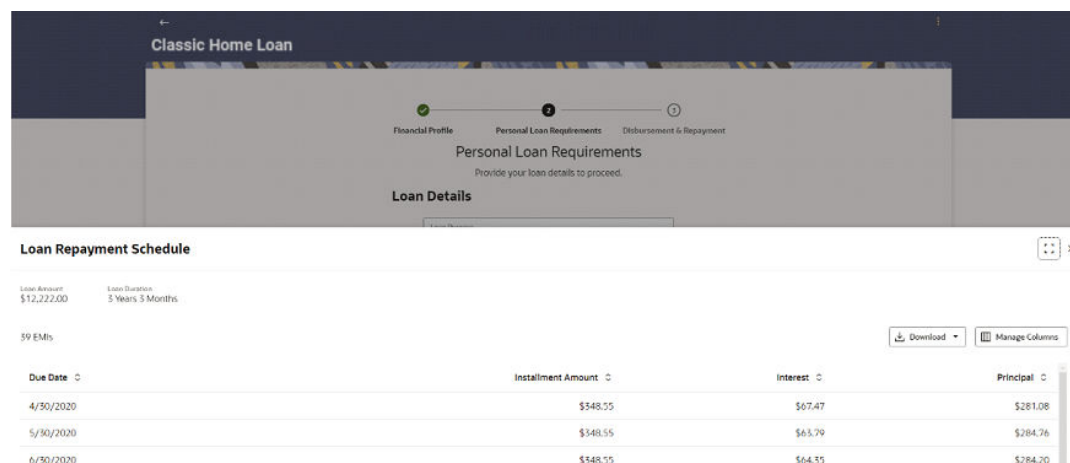 Classic Home Loan
2
3
Financial Profile
Personal Loan Requirements
Disbursement & Repayment
Personal Loan Requirements
Provide your loan details to proceed.
Loan Details
Loan Repayment Schedule
Loan Amount Loan Duration
$12,222.00 3 Years 3 Months
39 EMIs
Download
Manage Columns
Due Date Installment Amount Interest Principal
4/30/2020 $348.55 $67.47 $281.08
5/30/2020 $348.55 $63.79 $284.76
6/30/2020 $348.55 $64.35 $284.20